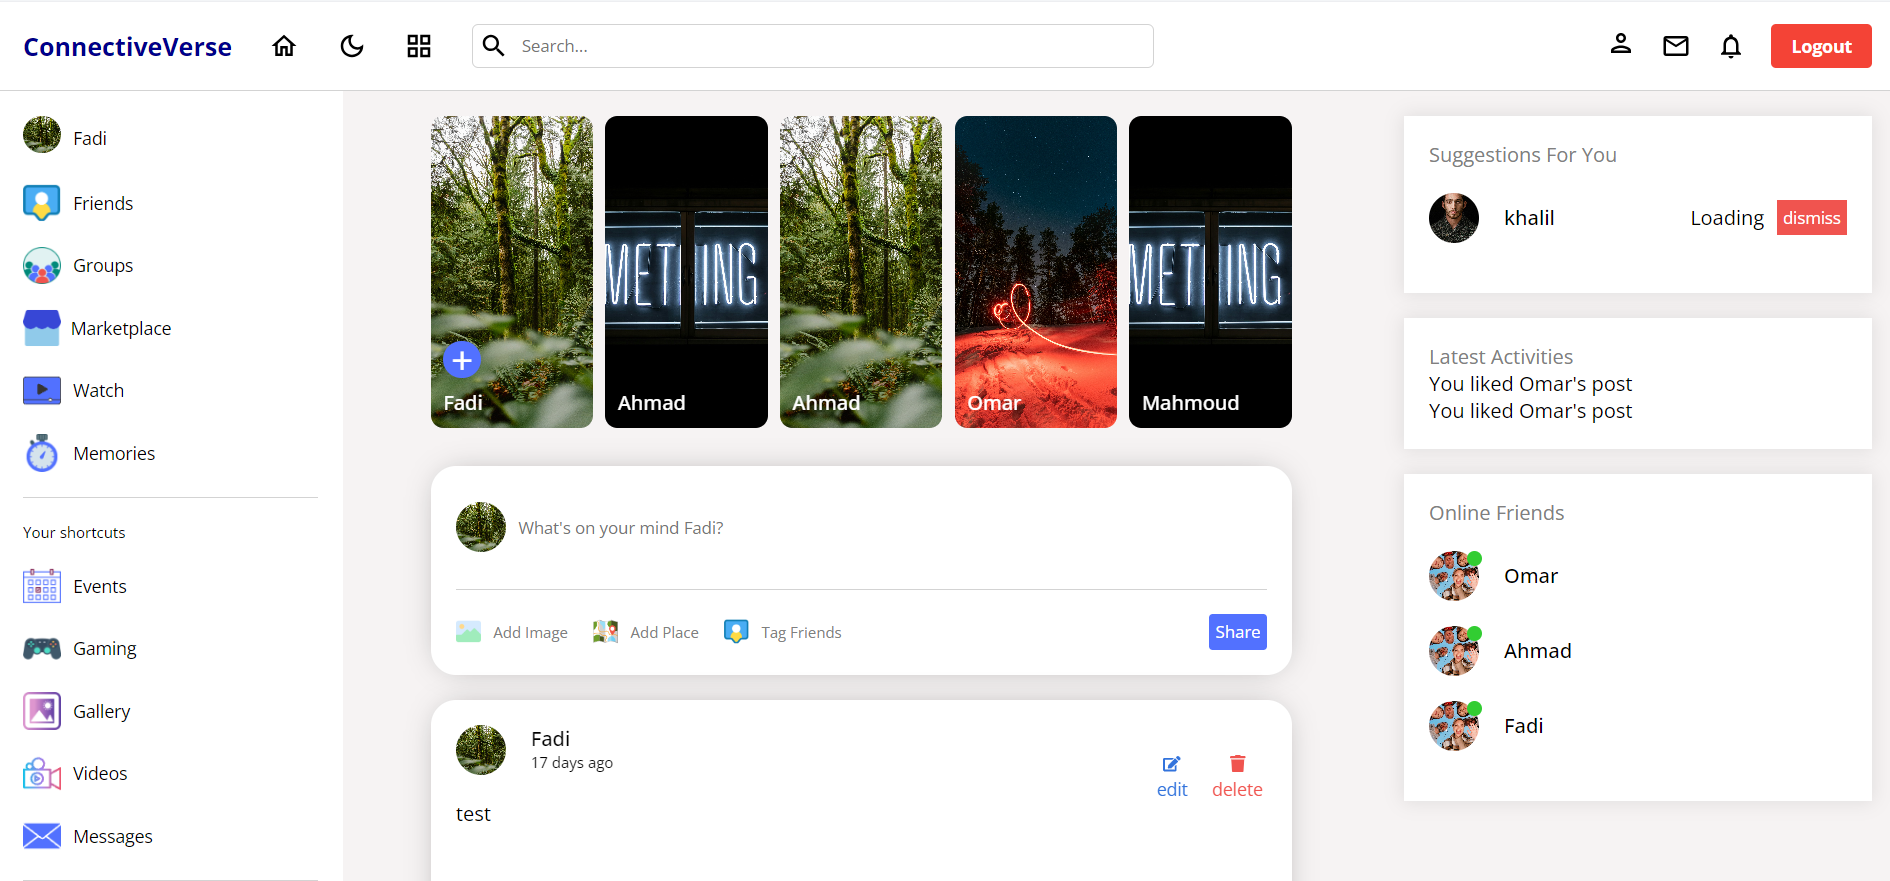 ConnectiveVerse
Search...
Logout
Fadi
Friends
Groups
Marketplace
Watch
Memories
Your shortcuts
Events
Gaming
Gallery
Videos
Messages
METHING
METHING
Fadi
Ahmad
Ahmad
Omar
Mahmoud
What's on your mind Fadi?
Add Image
Add Place
Tag Friends
Share
Fadi
17 days ago
edit
delete
test
Suggestions For You
khalil
Loading
dismiss
Latest Activities
You liked Omar's post
You liked Omar's post
Online Friends
Omar
Ahmad
Fadi